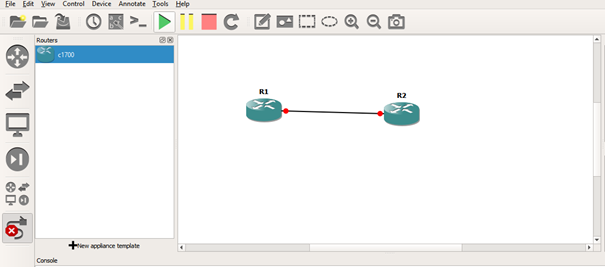 File Edit View Control Device Annotate Tools Help
Routers
c1700
R1
R2
New appliance template
Console